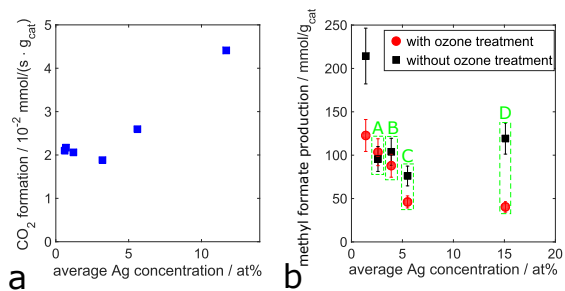 CO2 formation / 10-2 mmol/(s · gcat)
5
4
3
2
1
0
0
5
10
average Ag concentration / at%
a
methyl formate production / mmol/gcat
250
200
150
100
50
0
0
5
10
15
20
average Ag concentration / at%
b
with ozone treatment
without ozone treatment
A
B
C
D